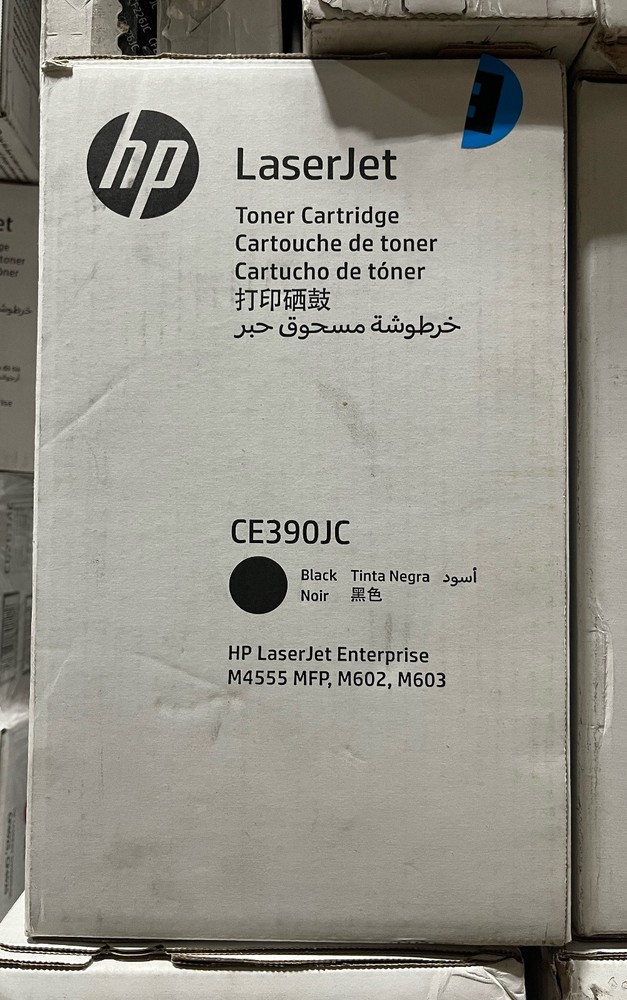 hp
LaserJet
Toner Cartridge
Cartouche de toner
Cartucho de tóner
打印硒鼓
خرطوشة مسحوق حبر
CE390JC
Black Tinta Negra أسود
Noir 黑色
HP LaserJet Enterprise
M4555 MFP, M602, M603